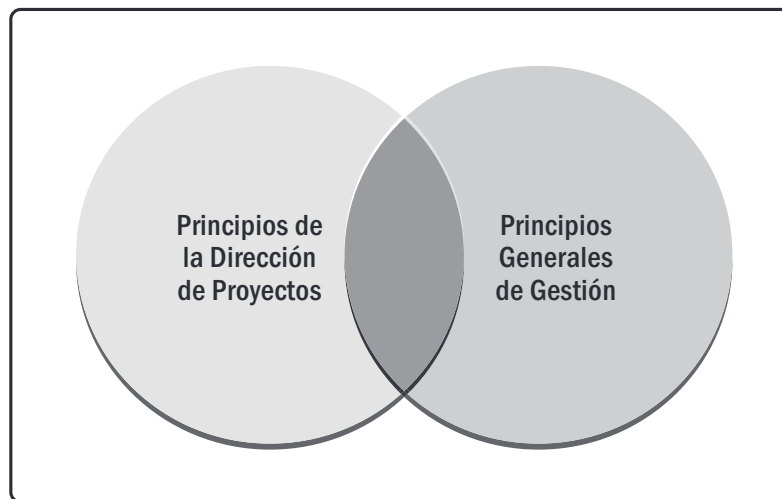 Principios de
la Dirección
de Proyectos
Principios
Generales
de Gestión